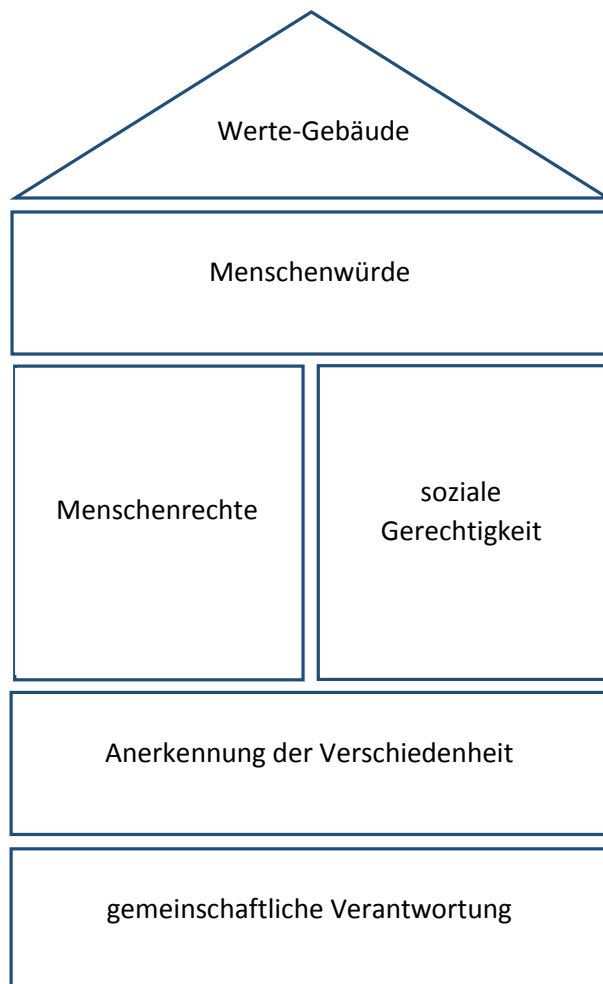 Werte-Gebäude
Menschenwürde
Menschenrechte
soziale
Gerechtigkeit
Anerkennung der Verschiedenheit
gemeinschaftliche Verantwortung